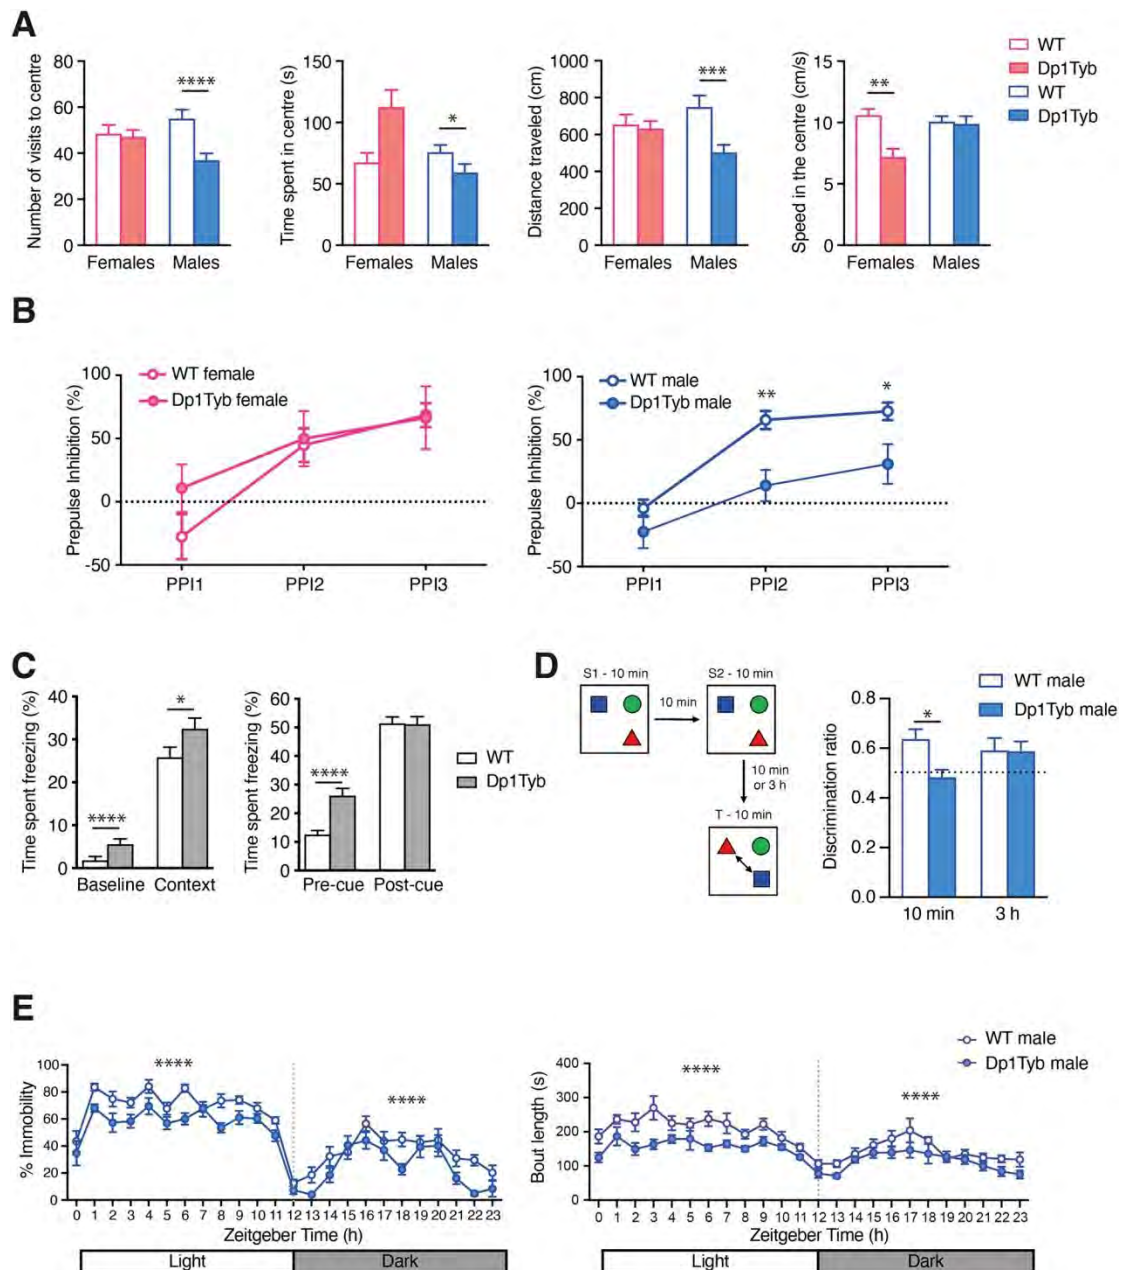 A
Number of visits to centre
80
60
40
20
0
****
Females Males
Time spent in centre (s)
150
100
50
0
*
Females Males
Distance traveled (cm)
1000
800
600
400
200
0
***
Females Males
Speed in the centre (cm/s)
15
10
5
0
**
Females Males
WT
Dp1Tyb
WT
Dp1Tyb
B
Prepulse Inhibition (%)
100
50
0
-50
WT female
Dp1Tyb female
PPI1 PPI2 PPI3
Prepulse Inhibition (%)
100
50
0
-50
WT male
Dp1Tyb male
** *
PPI1 PPI2 PPI3
C
Time spent freezing (%)
40
30
20
10
0
**** *
Baseline Context
Time spent freezing (%)
60
50
40
30
20
10
0
****
Pre-cue Post-cue
WT
Dp1Tyb
D
S1 - 10 min
10 min
S2 - 10 min
10 min
or 3 h
T - 10 min
WT male
Dp1Tyb male
Discrimination ratio
0.8
0.6
0.4
0.2
0.0
*
10 min 3 h
E
% Immobility
100
80
60
40
20
0
**** ****
0 1 2 3 4 5 6 7 8 9 10 11 12 13 14 15 16 17 18 19 20 21 22 23
Zeitgeber Time (h)
Light Dark
WT male
Dp1Tyb male
Bout length (s)
400
300
200
100
0
**** ****
0 1 2 3 4 5 6 7 8 9 10 11 12 13 14 15 16 17 18 19 20 21 22 23
Zeitgeber Time (h)
Light Dark